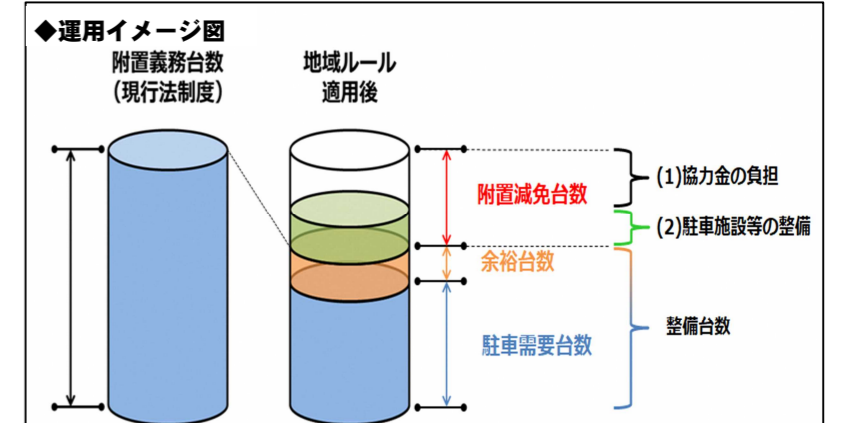 ◆運用イメージ図
附置義務台数
（現行法制度）
地域ルール
適用後
附置減免台数
余裕台数
駐車需要台数
(1)協力金の負担
(2)駐車施設等の整備
整備台数